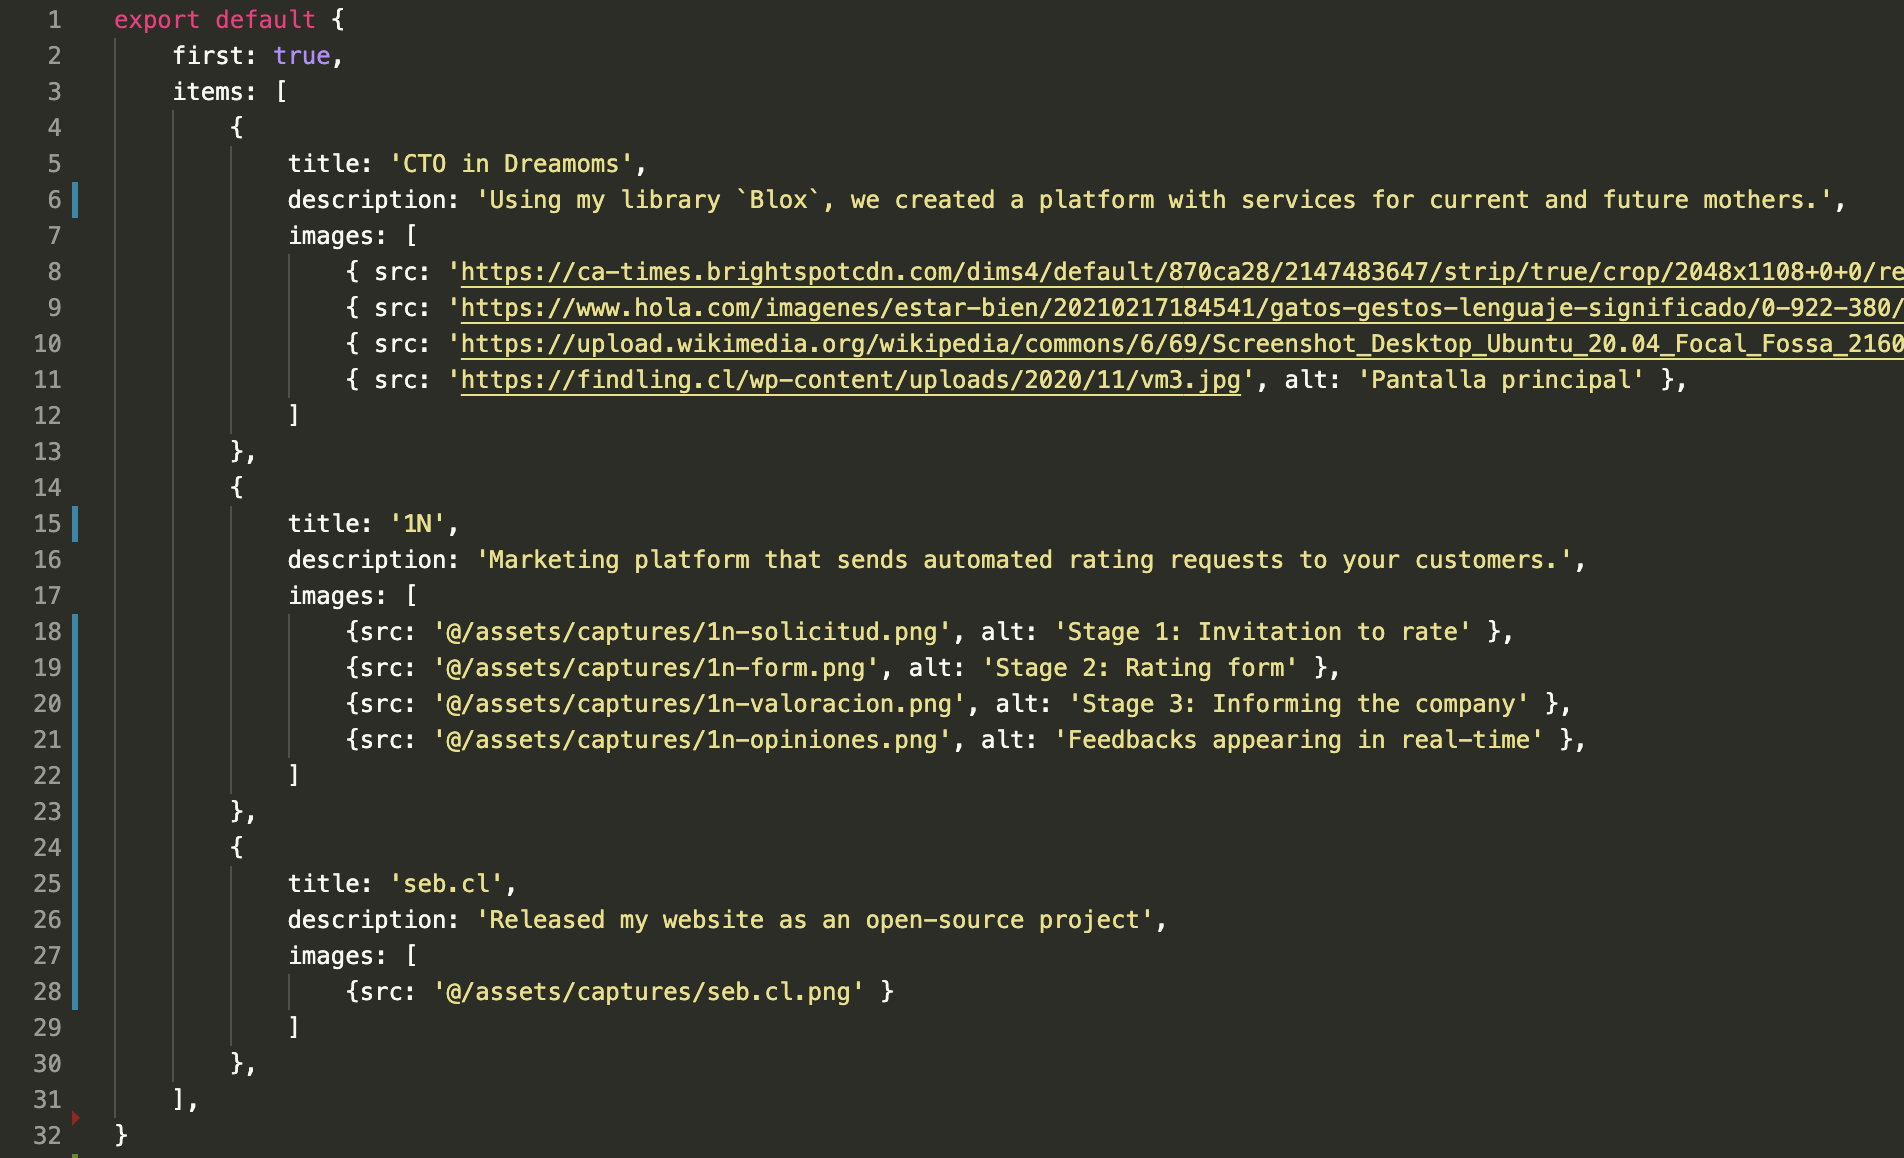 1 export default {
2 first: true,
3 items: [
4 {
5 title: 'CTO in Dreamoms',
6 description: 'Using my library `Blox`, we created a platform with services for current and future mothers.',
7 images: [
8 { src: 'https://ca-times.brightspotcdn.com/dims4/default/870ca28/2147483647/strip/true/crop/2048x1108+0+0/re
9 { src: 'https://www.hola.com/imagenes/estar-bien/20210217184541/gatos-gestos-lenguaje-significado/0-922-380/
10 { src: 'https://upload.wikimedia.org/wikipedia/commons/6/69/Screenshot_Desktop_Ubuntu_20.04_Focal_Fossa_2160
11 { src: 'https://findling.cl/wp-content/uploads/2020/11/vm3.jpg', alt: 'Pantalla principal' },
12 ]
13 },
14 {
15 title: '1N',
16 description: 'Marketing platform that sends automated rating requests to your customers.',
17 images: [
18 {src: '@/assets/captures/1n-solicitud.png', alt: 'Stage 1: Invitation to rate' },
19 {src: '@/assets/captures/1n-form.png', alt: 'Stage 2: Rating form' },
20 {src: '@/assets/captures/1n-valoracion.png', alt: 'Stage 3: Informing the company' },
21 {src: '@/assets/captures/1n-opiniones.png', alt: 'Feedbacks appearing in real-time' },
22 ]
23 },
24 {
25 title: 'seb.cl',
26 description: 'Released my website as an open-source project',
27 images: [
28 {src: '@/assets/captures/seb.cl.png' }
29 ]
30 },
31 ],
32 }